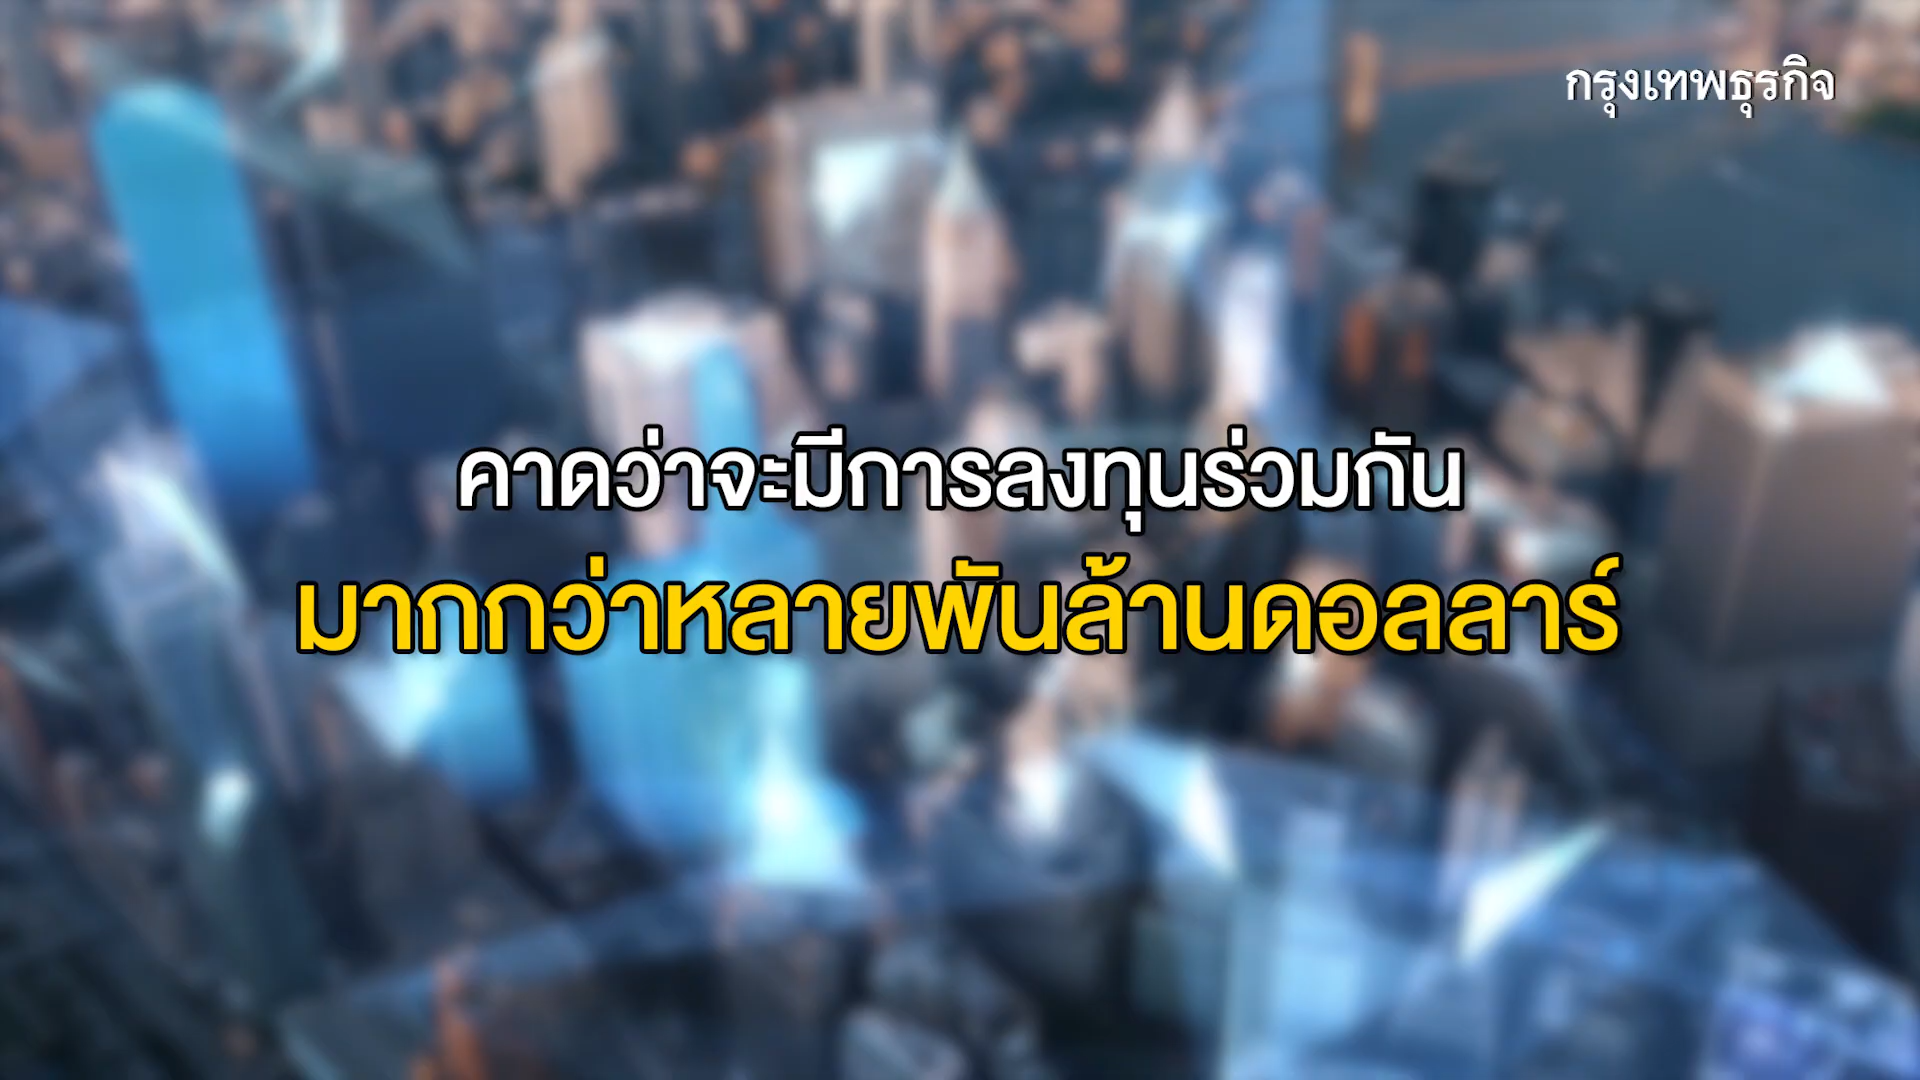 กรุงเทพธุรกิจ
คาดว่าจะมีการลงทุนร่วมกัน
มากกว่าหลายพันล้านดอลลาร์